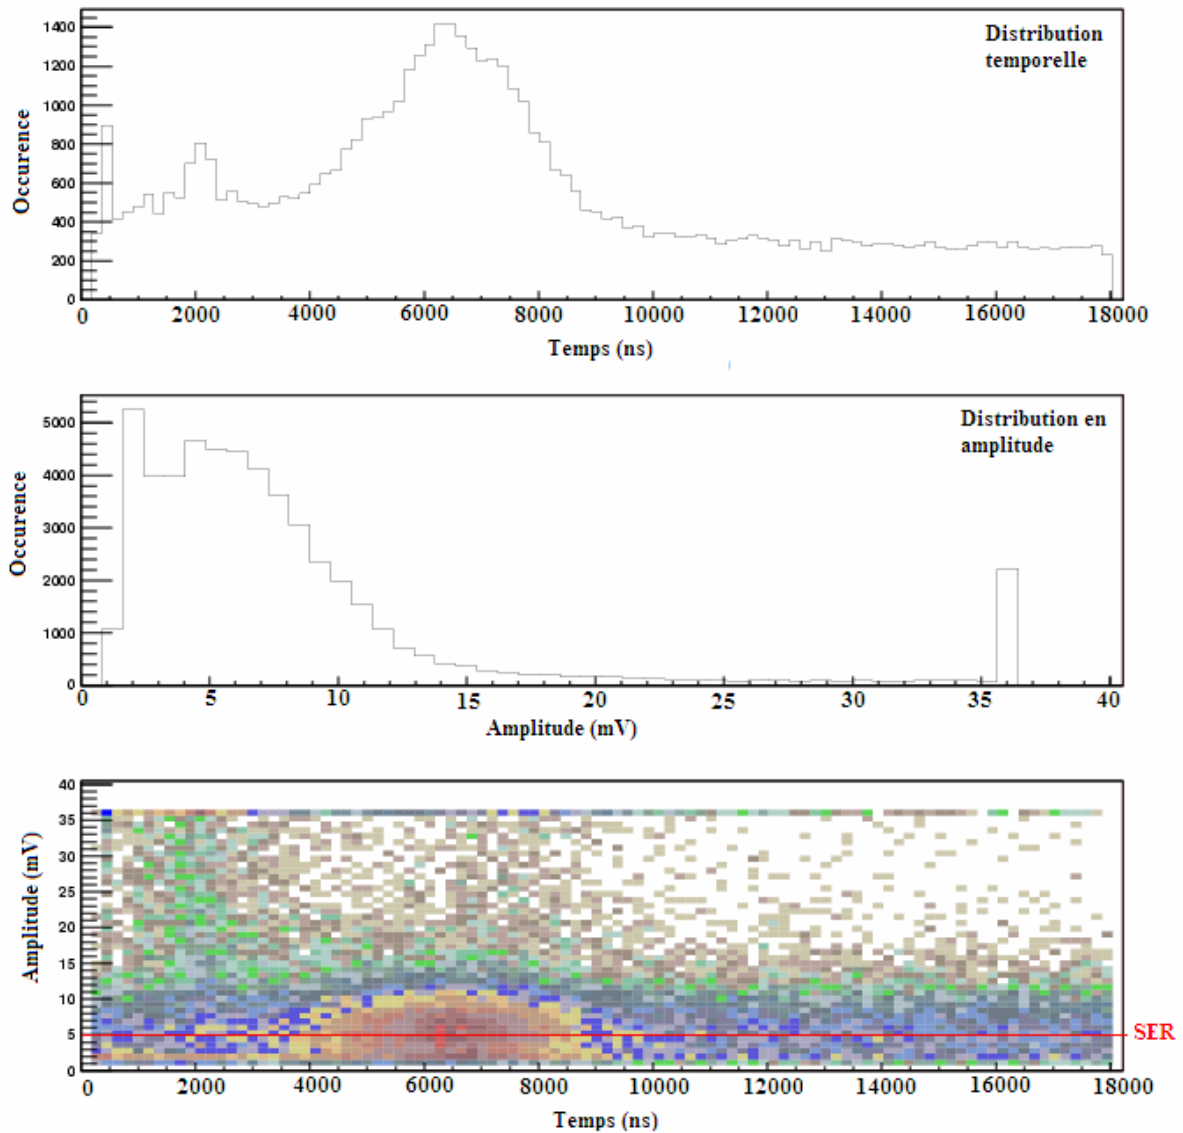 1400
1200
1000
800
600
400
200
0
Occurence
Distribution
temporelle
0 2000 4000 6000 8000 10000 12000 14000 16000 18000
Temps (ns)
5000
4000
3000
2000
1000
0
Occurence
Distribution en
amplitude
0 5 10 15 20 25 30 35 40
Amplitude (mV)
40
35
30
25
20
15
10
5
0
Amplitude (mV)
SER
0 2000 4000 6000 8000 10000 12000 14000 16000 18000
Temps (ns)